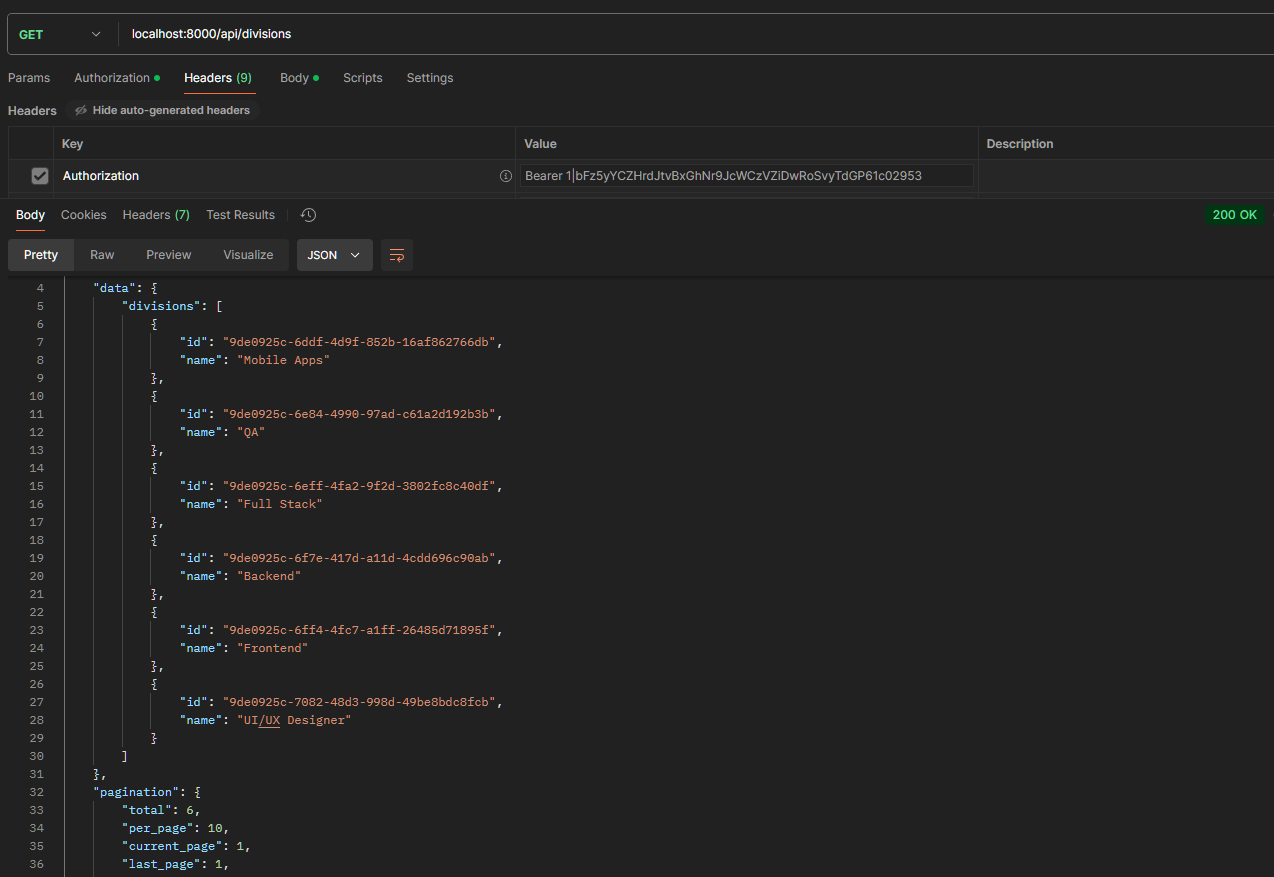 GET localhost:8000/api/divisions
Params Authorization Headers (9) Body Scripts Settings
Headers Hide auto-generated headers
Key Value Description
Authorization Bearer 1|bFz5yYCZHrdJtvBxGhNr9JcWCzVZiDwRoSvyTdGP61c02953
Body Cookies Headers (7) Test Results 200 OK
Pretty Raw Preview Visualize JSON
4 "data": {
5 "divisions": [
6 {
7 "id": "9de0925c-6ddf-4d9f-852b-16af862766db",
8 "name": "Mobile Apps"
9 },
10 {
11 "id": "9de0925c-6e84-4990-97ad-c61a2d192b3b",
12 "name": "QA"
13 },
14 {
15 "id": "9de0925c-6eff-4fa2-9f2d-3802fc8c40df",
16 "name": "Full Stack"
17 },
18 {
19 "id": "9de0925c-6f7e-417d-a11d-4cdd696c90ab",
20 "name": "Backend"
21 },
22 {
23 "id": "9de0925c-6ff4-4fc7-a1ff-26485d71895f",
24 "name": "Frontend"
25 },
26 {
27 "id": "9de0925c-7082-48d3-998d-49be8bdc8fcb",
28 "name": "UI/UX Designer"
29 }
30 ]
31 },
32 "pagination": {
33 "total": 6,
34 "per_page": 10,
35 "current_page": 1,
36 "last_page": 1,